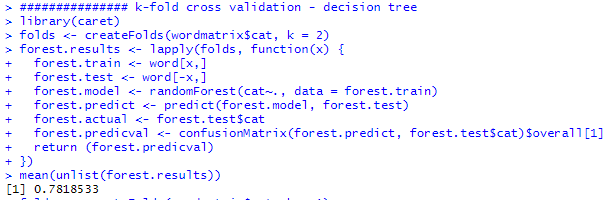 > ############### k-fold cross validation - decision tree
> library(caret)
> folds <- createFolds(wordmatrix$cat, k = 2)
> forest.results <- lapply(folds, function(x) {
+   forest.train <- word[x,]
+   forest.test <- word[-x,]
+   forest.model <- randomForest(cat~., data = forest.train)
+   forest.predict <- predict(forest.model, forest.test)
+   forest.actual <- forest.test$cat
+   forest.predicval <- confusionMatrix(forest.predict, forest.test$cat)$overall[1]
+   return (forest.predicval)
+ })
> mean(unlist(forest.results))
[1] 0.7818533